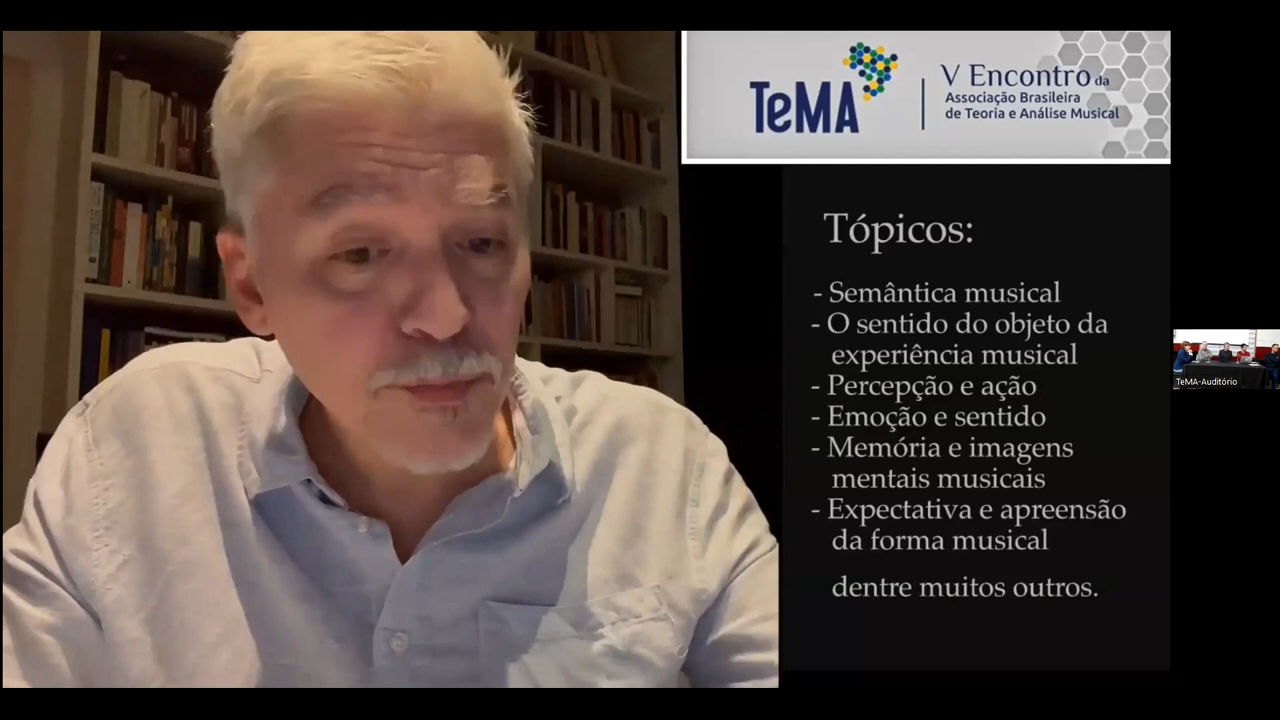 TeMA
V Encontro da
Associação Brasileira
de Teoria e Análise Musical
Tópicos:
- Semântica musical
- O sentido do objeto da
experiência musical
- Percepção e ação
- Emoção e sentido
- Memória e imagens
mentais musicais
- Expectativa e apreensão
da forma musical
dentre muitos outros.
TeMA-Auditório